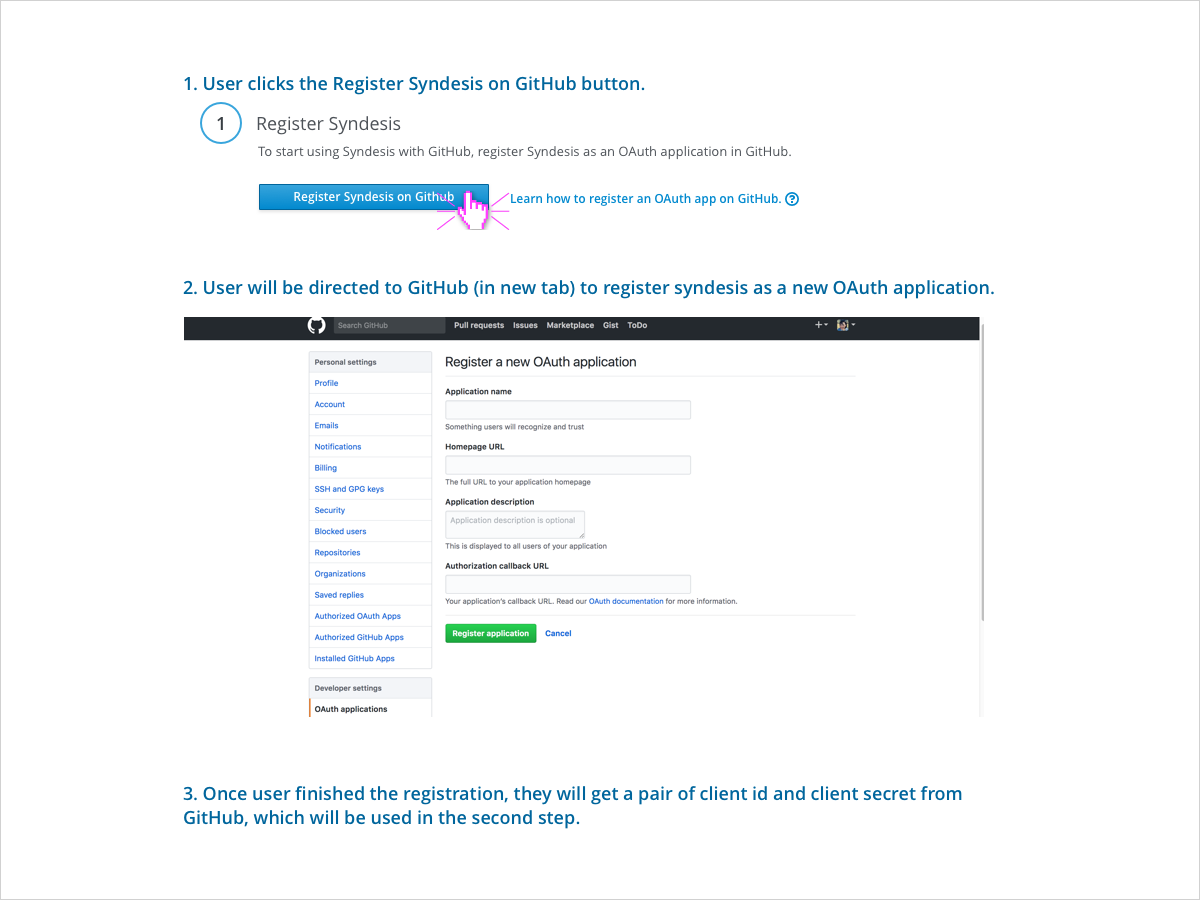 1. User clicks the Register Syndesis on GitHub button.
1
Register Syndesis
To start using Syndesis with GitHub, register Syndesis as an OAuth application in GitHub.
Register Syndesis on Github
Learn how to register an OAuth app on GitHub. ?
2. User will be directed to GitHub (in new tab) to register syndesis as a new OAuth application.
Search GitHub
Pull requests Issues Marketplace Gist ToDo
Personal settings
Profile
Account
Emails
Notifications
Billing
SSH and GPG keys
Security
Blocked users
Repositories
Organizations
Saved replies
Authorized OAuth Apps
Authorized GitHub Apps
Installed GitHub Apps
Developer settings
OAuth applications
Register a new OAuth application
Application name
Something users will recognize and trust
Homepage URL
The full URL to your application homepage
Application description
Application description is optional
This is displayed to all users of your application
Authorization callback URL
Your application's callback URL. Read our OAuth documentation for more information.
Register application Cancel
3. Once user finished the registration, they will get a pair of client id and client secret from
GitHub, which will be used in the second step.